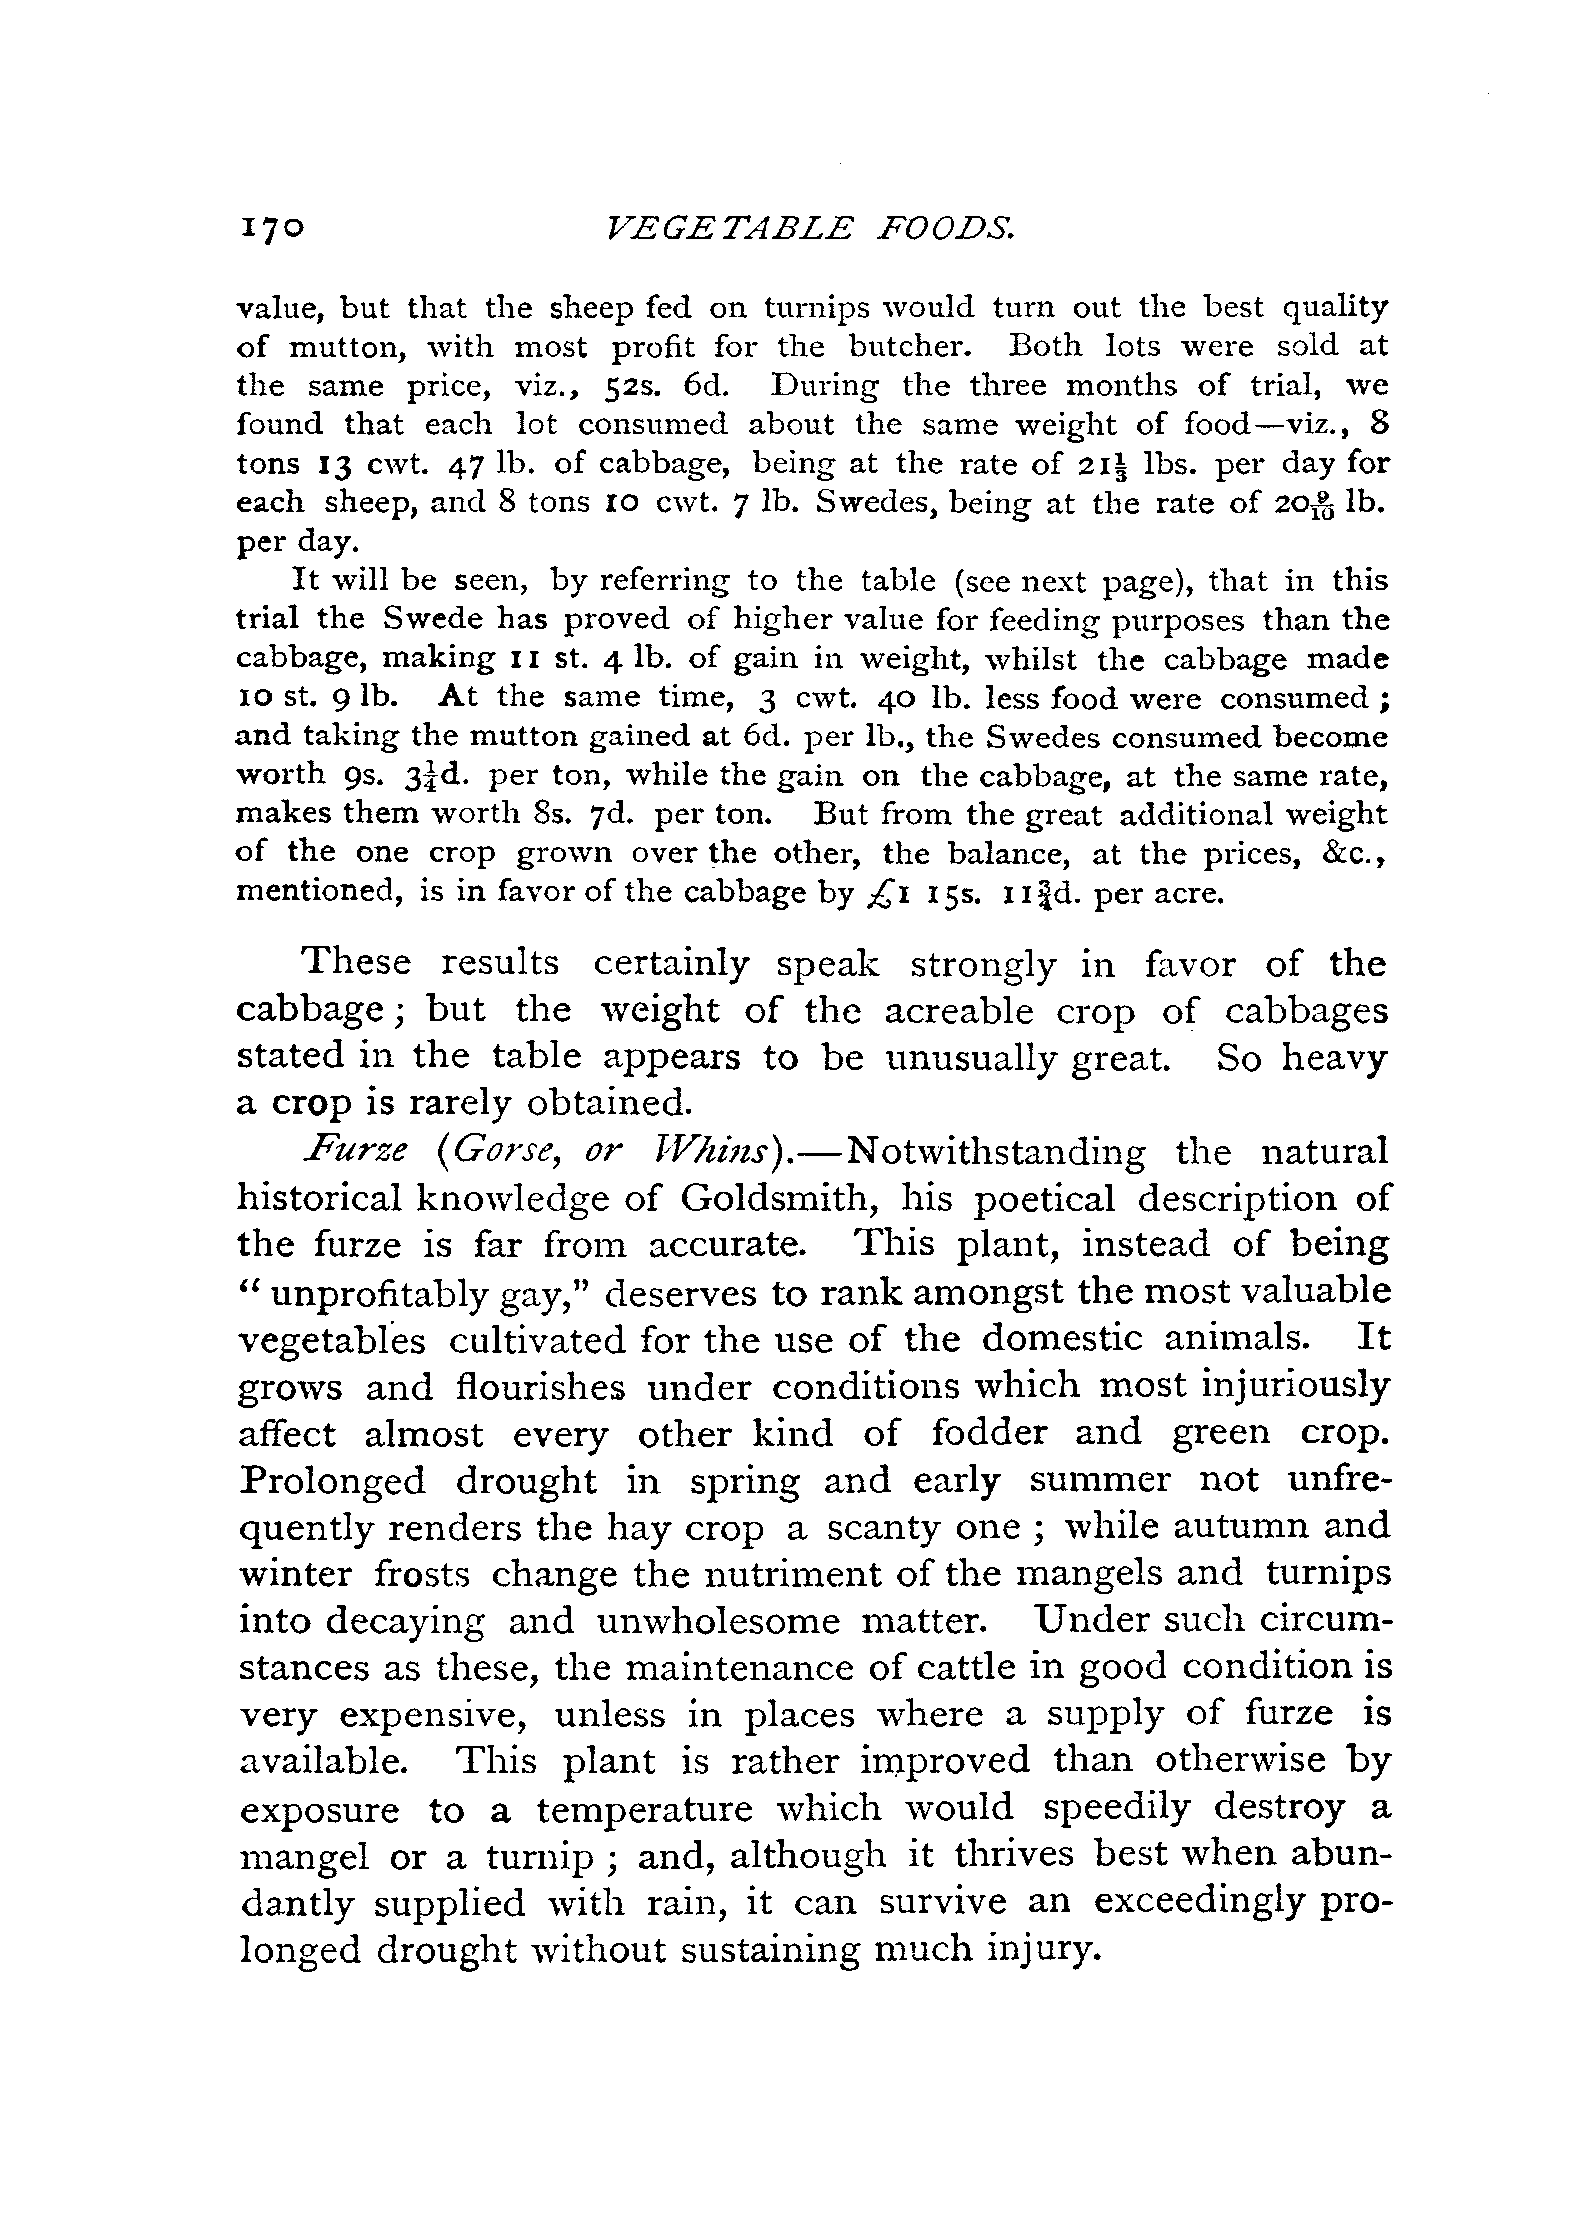 170 VEGETABLE FOODS.
value, but that the sheep fed on turnips would turn out the best quality
of mutton, with most profit for the butcher. Both lots were sold at
the same price, viz., 52s. 6d. During the three months of trial, we
found that each lot consumed about the same weight of food—viz., 8
tons 13 cwt. 47 lb. of cabbage, being at the rate of 21⅓ lbs. per day for
each sheep, and 8 tons 10 cwt. 7 lb. Swedes, being at the rate of 20 9/10 lb.
per day.
It will be seen, by referring to the table (see next page), that in this
trial the Swede has proved of higher value for feeding purposes than the
cabbage, making 11 st. 4 lb. of gain in weight, whilst the cabbage made
10 st. 9 lb. At the same time, 3 cwt. 40 lb. less food were consumed ;
and taking the mutton gained at 6d. per lb., the Swedes consumed become
worth 9s. 3¼d. per ton, while the gain on the cabbage, at the same rate,
makes them worth 8s. 7d. per ton. But from the great additional weight
of the one crop grown over the other, the balance, at the prices, &c.,
mentioned, is in favor of the cabbage by £1 15s. 11¾d. per acre.
These results certainly speak strongly in favor of the
cabbage ; but the weight of the acreable crop of cabbages
stated in the table appears to be unusually great. So heavy
a crop is rarely obtained.
Furze (Gorse, or Whins).—Notwithstanding the natural
historical knowledge of Goldsmith, his poetical description of
the furze is far from accurate. This plant, instead of being
“ unprofitably gay,” deserves to rank amongst the most valuable
vegetables cultivated for the use of the domestic animals. It
grows and flourishes under conditions which most injuriously
affect almost every other kind of fodder and green crop.
Prolonged drought in spring and early summer not unfre-
quently renders the hay crop a scanty one ; while autumn and
winter frosts change the nutriment of the mangels and turnips
into decaying and unwholesome matter. Under such circum-
stances as these, the maintenance of cattle in good condition is
very expensive, unless in places where a supply of furze is
available. This plant is rather improved than otherwise by
exposure to a temperature which would speedily destroy a
mangel or a turnip ; and, although it thrives best when abun-
dantly supplied with rain, it can survive an exceedingly pro-
longed drought without sustaining much injury.